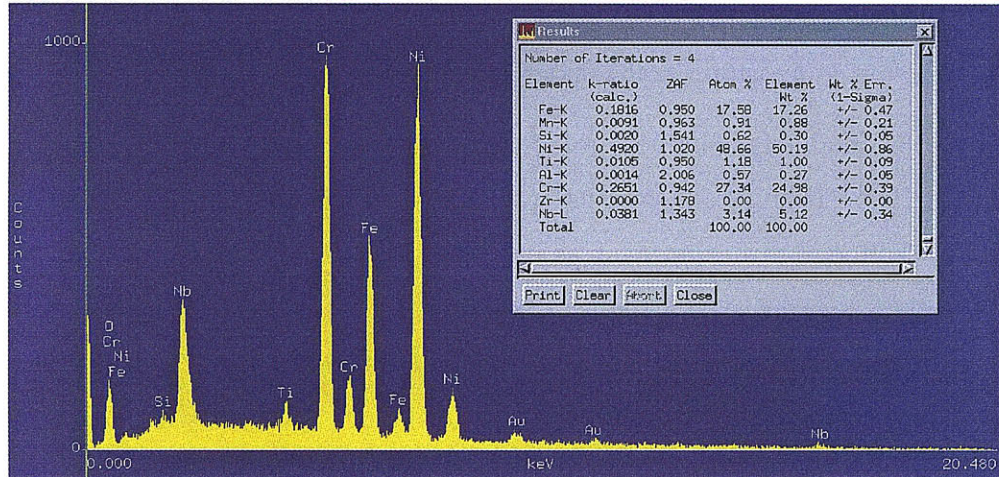 1000
Counts
0
0.000
keV
20.480
O
Cr
Ni
Fe
Si
Nb
Ti
Cr
Cr
Fe
Fe
Ni
Ni
Au
Au
Nb
Results
Number of Iterations = 4
Element k-ratio ZAF Atom % Element Wt % Err.
(calc.) Wt % (1-Sigma)
Fe-K 0.1816 0.950 17.58 17.26 +/- 0.47
Mn-K 0.0091 0.963 0.91 0.88 +/- 0.21
Si-K 0.0020 1.541 0.62 0.30 +/- 0.05
Ni-K 0.4920 1.020 48.66 50.19 +/- 0.86
Ti-K 0.0105 0.950 1.18 1.00 +/- 0.09
Al-K 0.0014 2.006 0.57 0.27 +/- 0.05
Cr-K 0.2651 0.942 27.34 24.98 +/- 0.39
Zr-K 0.0000 1.178 0.00 0.00 +/- 0.00
Nb-L 0.0381 1.343 3.14 5.12 +/- 0.34
Total 100.00 100.00
Print Clear Abort Close